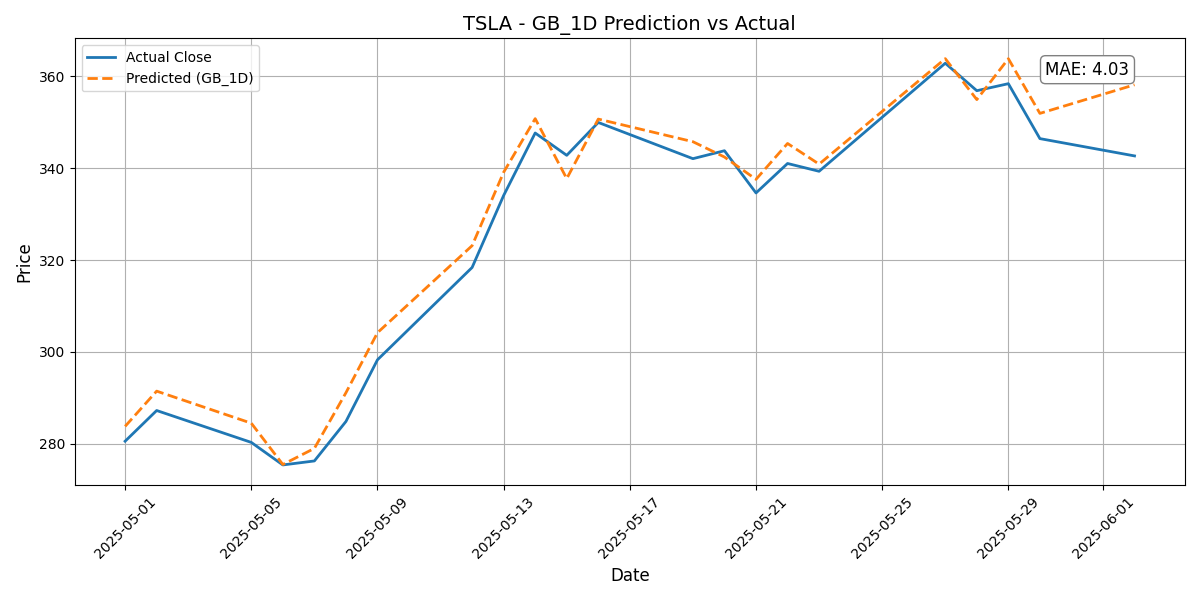 TSLA - GB_1D Prediction vs Actual
Actual Close
Predicted (GB_1D)
MAE: 4.03
Price
360
340
320
300
280
2025-05-01
2025-05-05
2025-05-09
2025-05-13
2025-05-17
2025-05-21
2025-05-25
2025-05-29
2025-06-01
Date